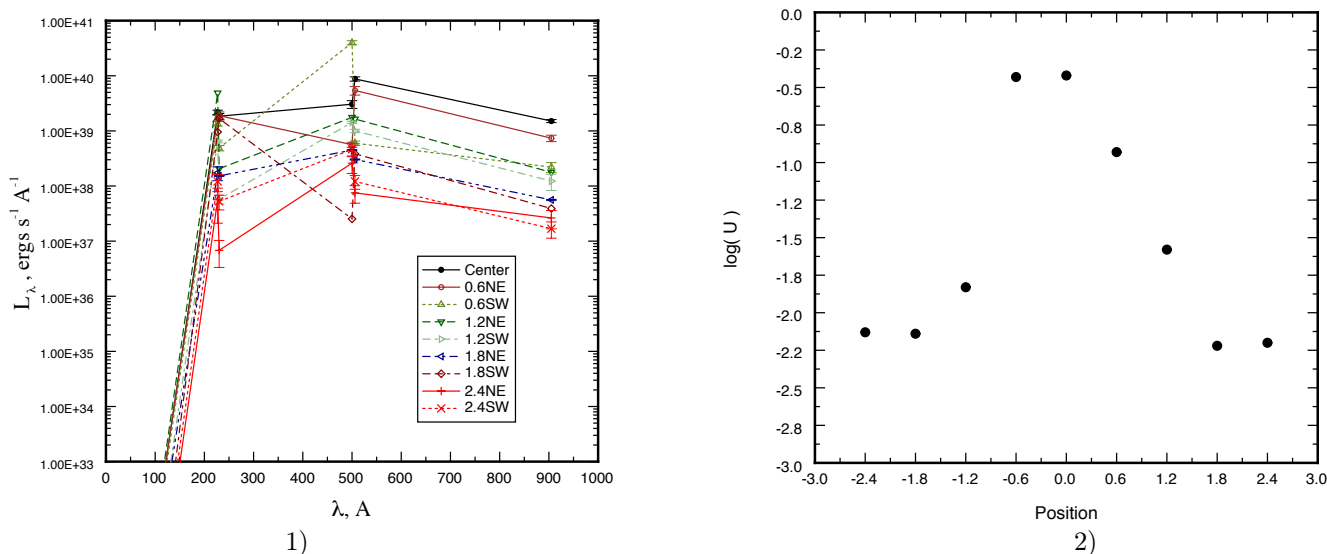 1.00E+41
1.00E+40
1.00E+39
1.00E+38
1.00E+37
1.00E+36
1.00E+35
1.00E+34
1.00E+33
L_λ , ergs s⁻¹ A⁻¹
0 100 200 300 400 500 600 700 800 900 1000
λ, A
Center
0.6NE
0.6SW
1.2NE
1.2SW
1.8NE
1.8SW
2.4NE
2.4SW
1)
0.0
-0.2
-0.5
-0.8
-1.0
-1.2
-1.5
-1.8
-2.0
-2.2
-2.5
-2.8
-3.0
log( U )
-3.0 -2.4 -1.8 -1.2 -0.6 0.0 0.6 1.2 1.8 2.4 3.0
Position
2)